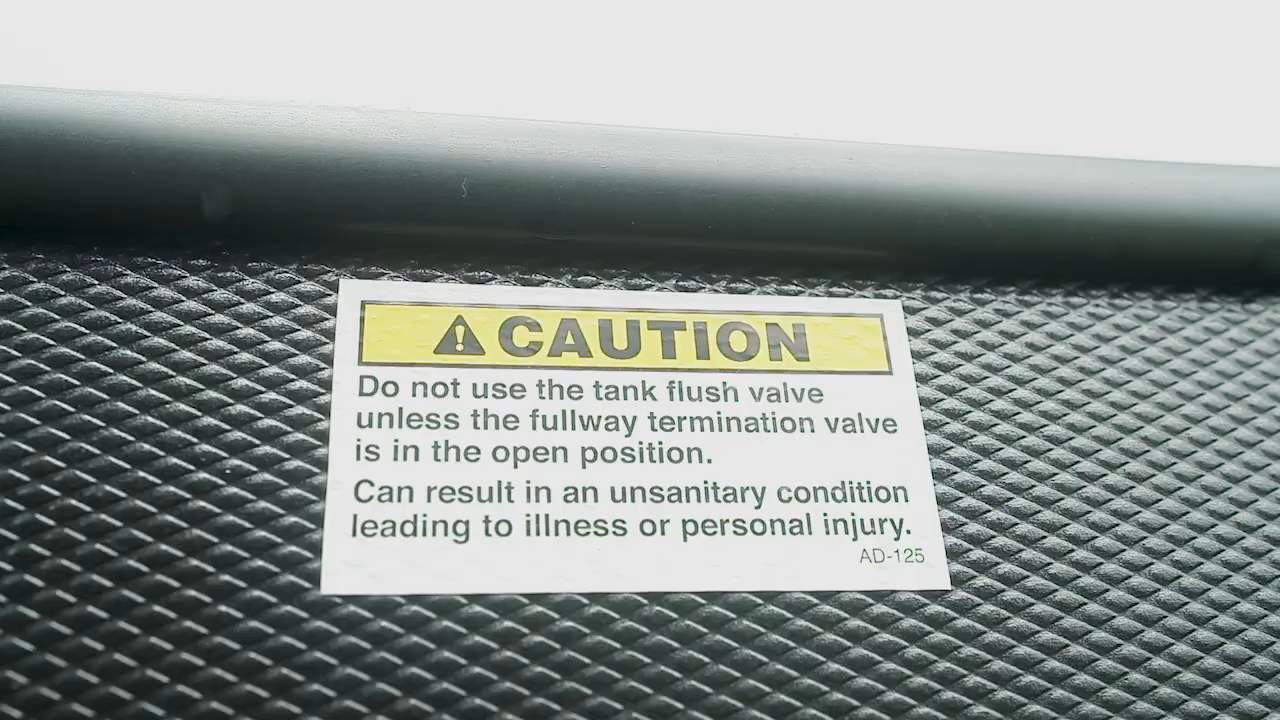 CAUTION
Do not use the tank flush valve
unless the fullway termination valve
is in the open position.
Can result in an unsanitary condition
leading to illness or personal injury.
AD-125